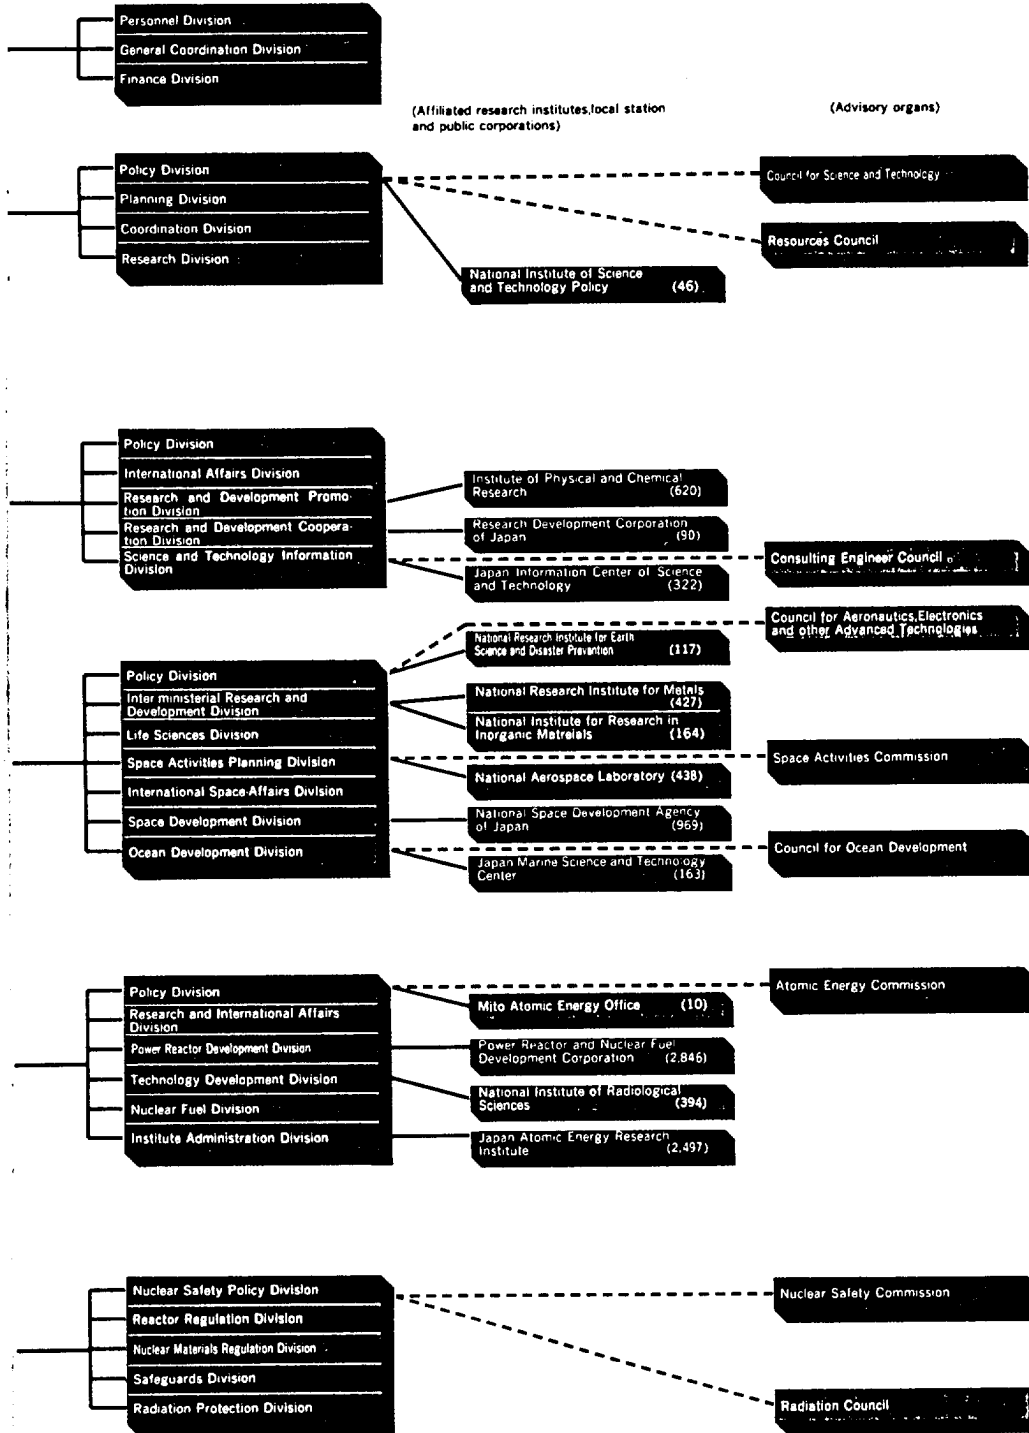 Personnel Division
General Coordination Division
Finance Division
(Affiliated research institutes,local station
and public corporations)
(Advisory organs)
Policy Division
Planning Division
Coordination Division
Research Division
National Institute of Science
and Technology Policy (46)
Council for Science and Technology
Resources Council
Policy Division
International Affairs Division
Research and Development Promo-
tion Division
Research and Development Coopera-
tion Division
Science and Technology Information
Division
Institute of Physical and Chemical
Research (620)
Research Development Corporation
of Japan (90)
Japan Information Center of Science
and Technology (322)
Consulting Engineer Council
Council for Aeronautics,Electronics
and other Advanced Technologies
National Research Institute for Earth
Science and Disaster Prevention (117)
Policy Division
Inter ministerial Research and
Development Division
Life Sciences Division
Space Activities Planning Division
International Space-Affairs Division
Space Development Division
Ocean Development Division
National Research Institute for Metals
(427)
National Institute for Research in
Inorganic Matreials (164)
National Aerospace Laboratory (438)
National Space Development Agency
of Japan (969)
Japan Marine Science and Technology
Center (163)
Space Activities Commission
Council for Ocean Development
Policy Division
Research and International Affairs
Division
Power Reactor Development Division
Technology Development Division
Nuclear Fuel Division
Institute Administration Division
Mito Atomic Energy Office (10)
Power Reactor and Nuclear Fuel
Development Corporation (2,846)
National Institute of Radiological
Sciences (394)
Japan Atomic Energy Research
Institute (2,497)
Atomic Energy Commission
Nuclear Safety Policy Division
Reactor Regulation Division
Nuclear Materials Regulation Division
Safeguards Division
Radiation Protection Division
Nuclear Safety Commission
Radiation Council